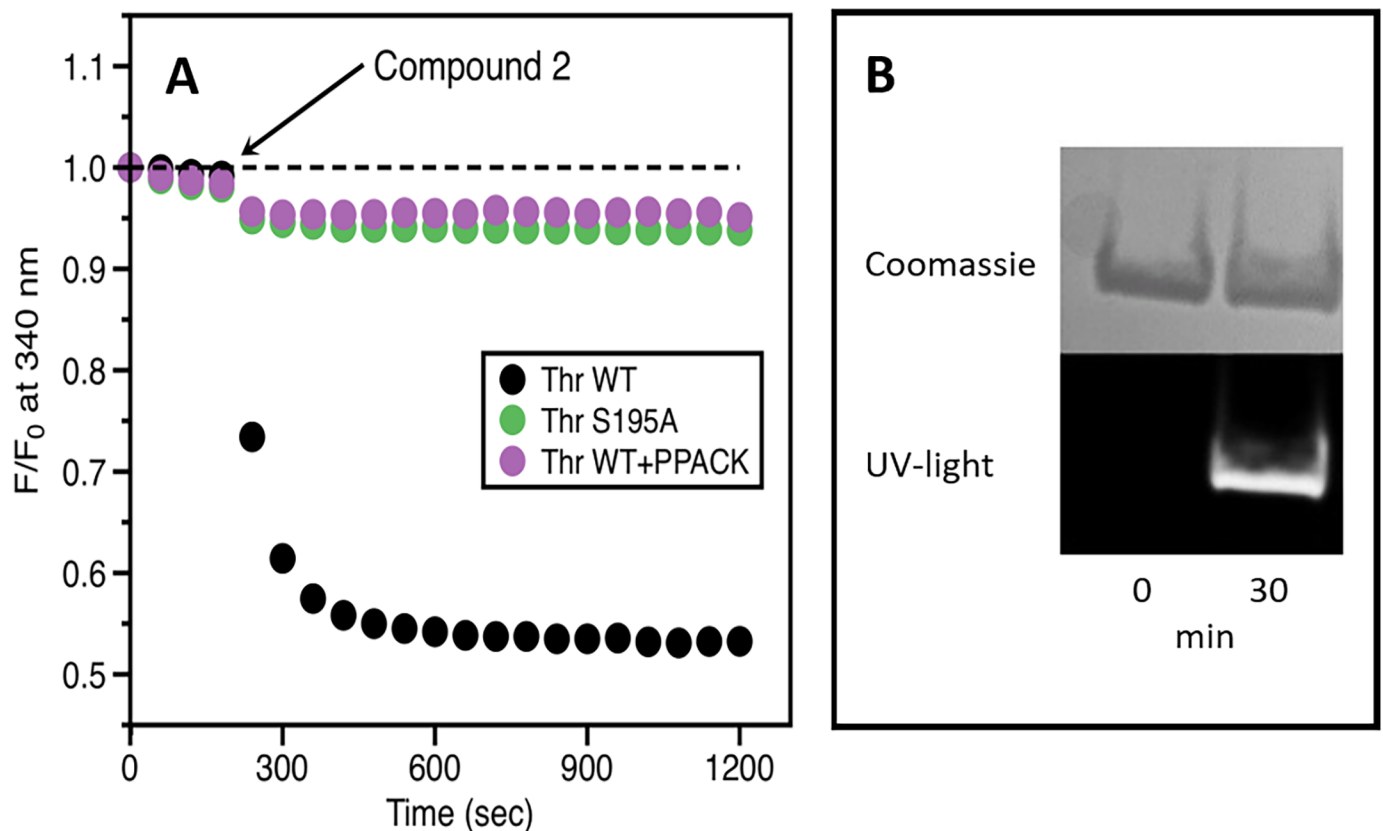 A
Compound 2
1.1
1.0
0.9
0.8
0.7
0.6
0.5
F/F0 at 340 nm
Thr WT
Thr S195A
Thr WT+PPACK
0 300 600 900 1200
Time (sec)
B
Coomassie
UV-light
0 30
min